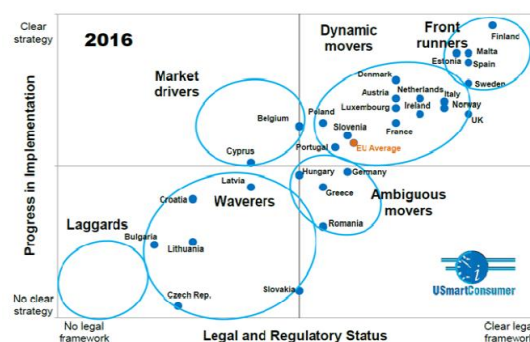 Clear
strategy
2016
Dynamic
movers
Front
runners
Finland
Estonia
Malta
Spain
Sweden
Denmark
Austria
Netherlands
Italy
Luxembourg
Ireland
Norway
UK
France
Market
drivers
Belgium
Poland
Slovenia
Portugal
EU Average
Cyprus
Progress in Implementation
Hungary
Germany
Latvia
Greece
Waverers
Ambiguous
movers
Croatia
Romania
Laggards
Bulgaria
Lithuania
USmartConsumer
Slovakia
Czech Rep.
No clear
strategy
No legal
framework
Legal and Regulatory Status
Clear lega
framework